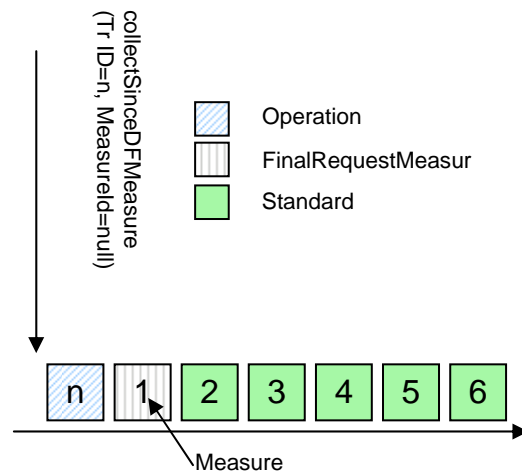 collectSinceDFMeasure
(Tr ID=n, MeasureId=null)
Operation
FinalRequestMeasur
Standard
n 1 2 3 4 5 6
Measure